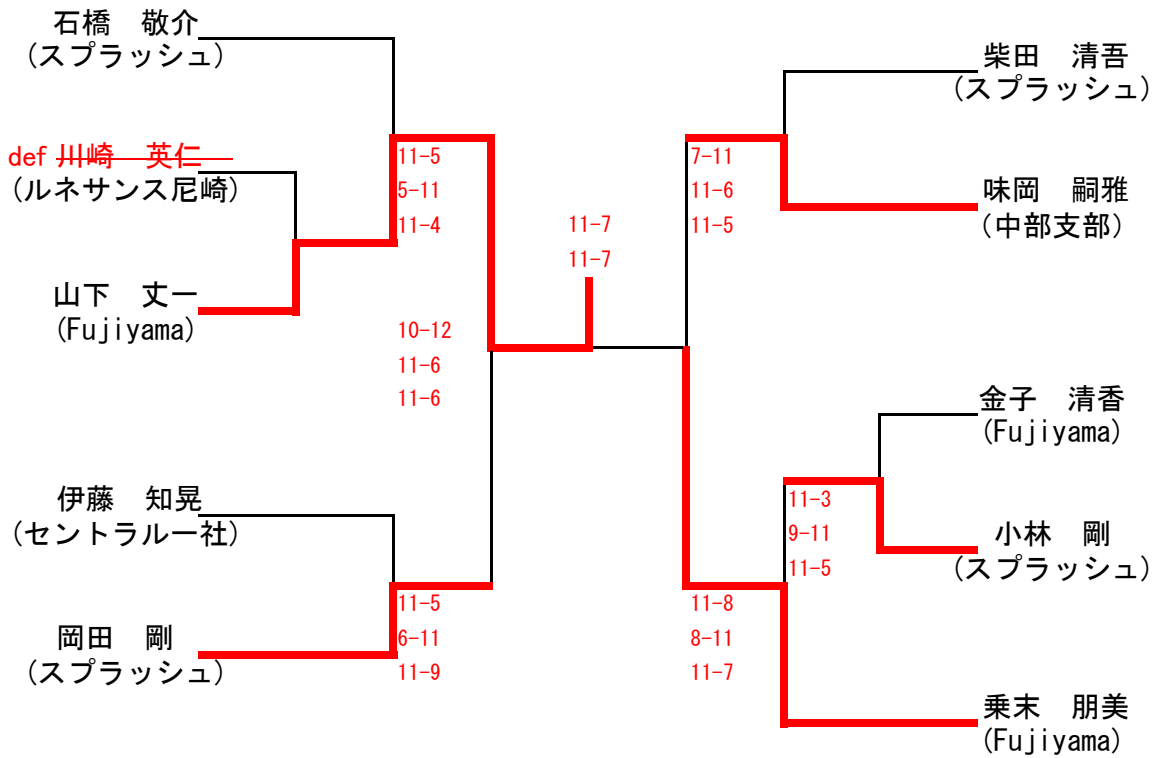 石橋　敬介
(スプラッシュ)
def 川崎　英仁
(ルネサンス尼崎)
山下　丈一
(Fujiyama)
伊藤　知晃
(セントラル一社)
岡田　剛
(スプラッシュ)
11-5
5-11
11-4
10-12
11-6
11-6
11-5
6-11
11-9
11-7
11-7
7-11
11-6
11-5
11-3
9-11
11-5
11-8
8-11
11-7
柴田　清吾
(スプラッシュ)
味岡　嗣雅
(中部支部)
金子　清香
(Fujiyama)
小林　剛
(スプラッシュ)
乗末　朋美
(Fujiyama)